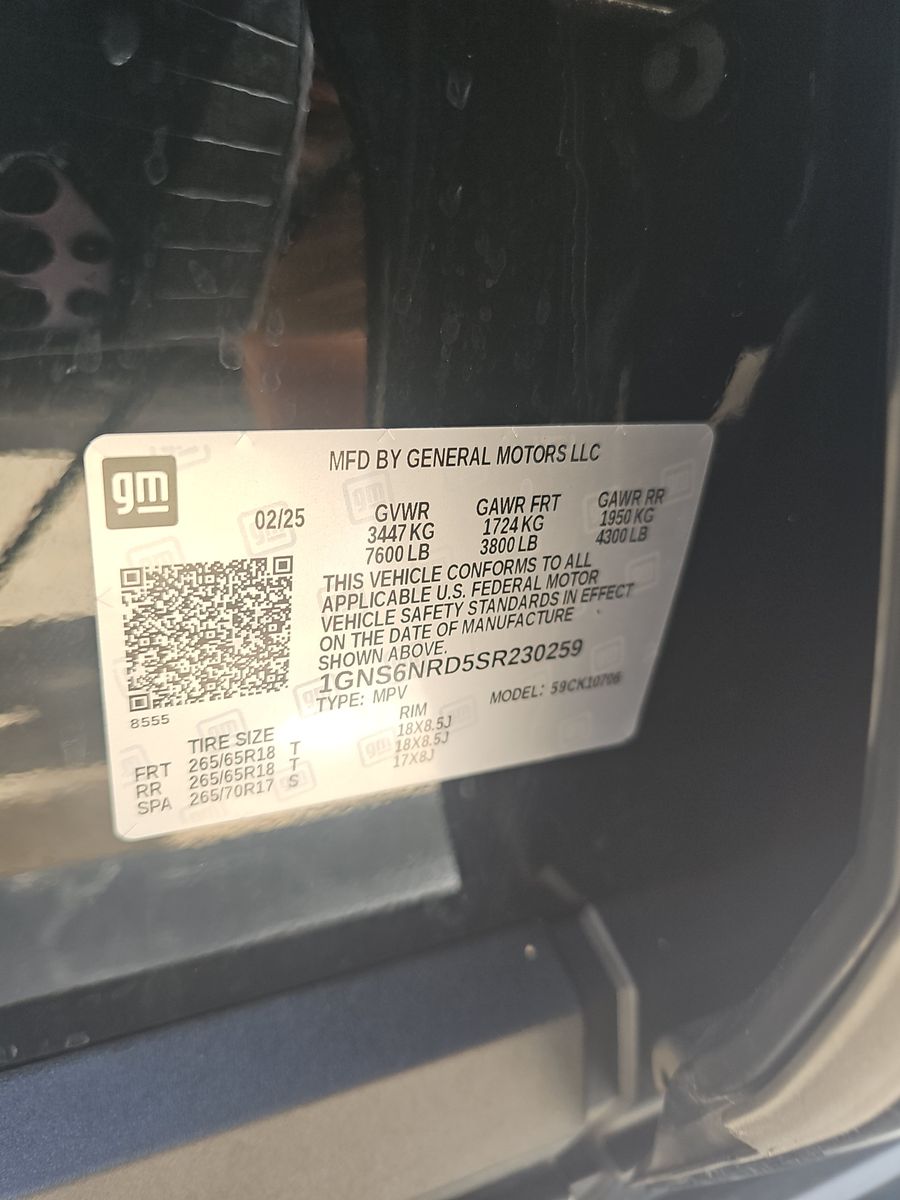 gm
MFD BY GENERAL MOTORS LLC
02/25
GVWR GAWR FRT GAWR RR
3447 KG 1724 KG 1950 KG
7600 LB 3800 LB 4300 LB
THIS VEHICLE CONFORMS TO ALL
APPLICABLE U.S. FEDERAL MOTOR
VEHICLE SAFETY STANDARDS IN EFFECT
ON THE DATE OF MANUFACTURE
SHOWN ABOVE.
1GNS6NRD5SR230259
TYPE: MPV MODEL: 59CK10706
8555
TIRE SIZE RIM
FRT 265/65R18 T 18X8.5J
RR 265/65R18 T 18X8.5J
SPA 265/70R17 S 17X8J